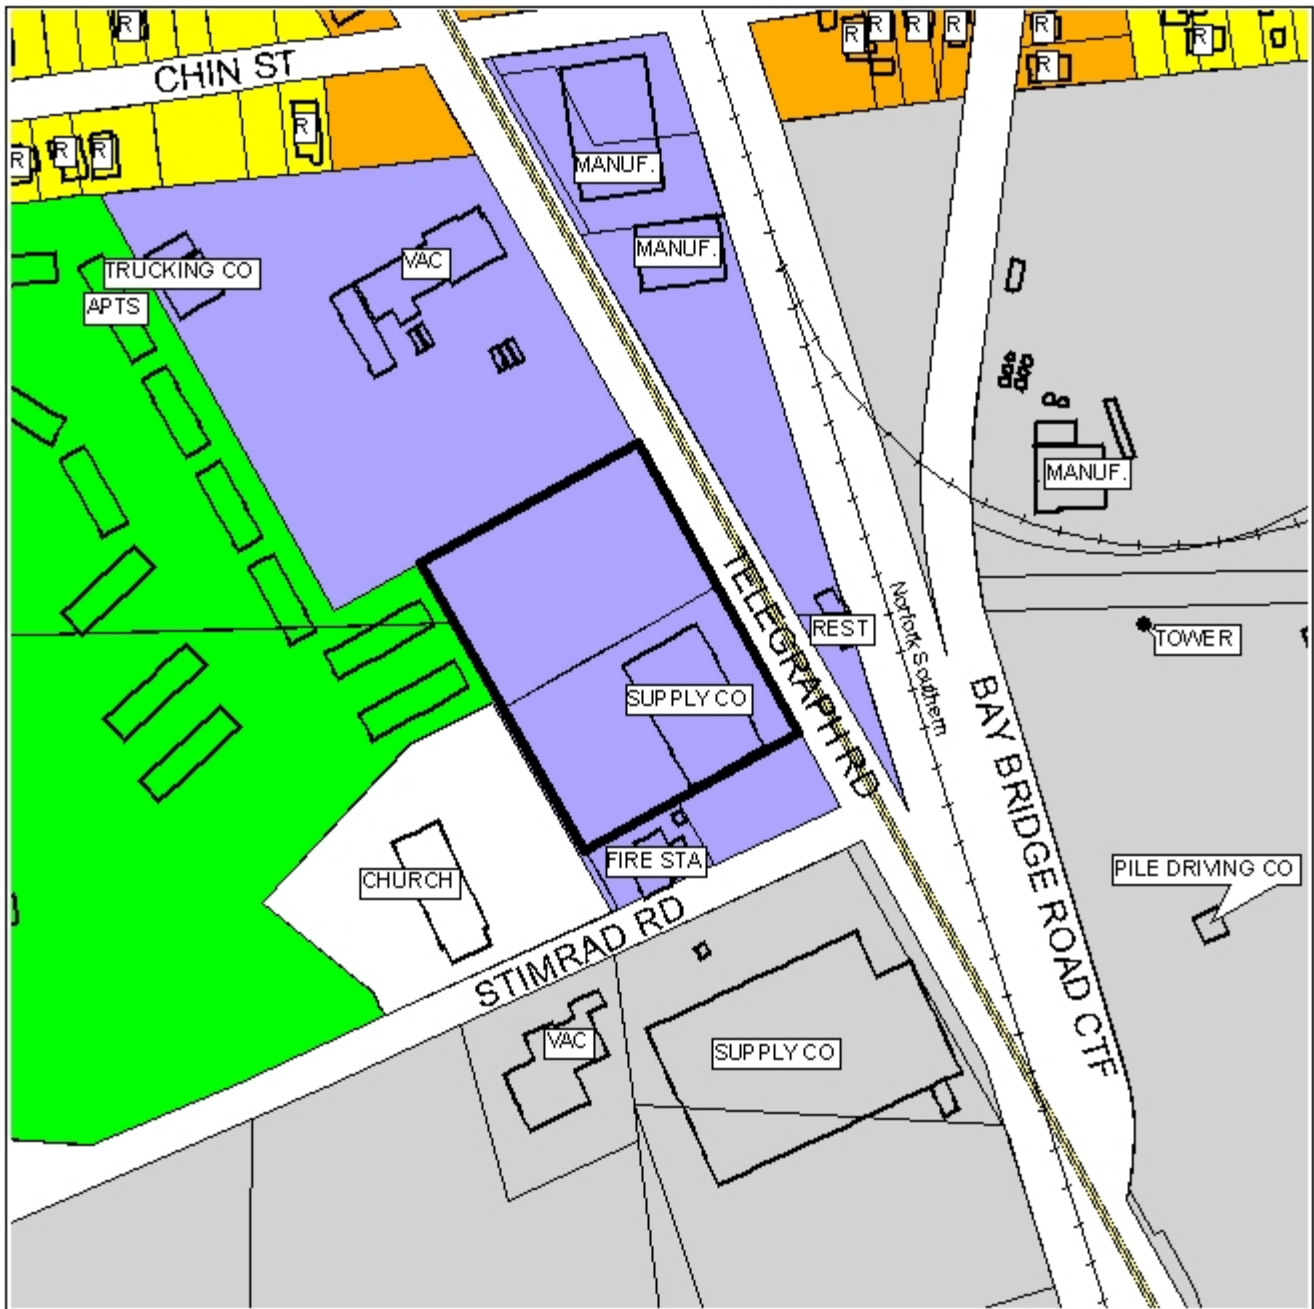 R
R
R
R
R
R
R
CHIN ST
R
R
R
R
R
MANUF.
MANUF.
VAC
TRUCKING CO
APTS
MANUF.
TELEGRAPH RD
Norfolk Southern
REST
TOWER
SUPPLY CO
BAY BRIDGE ROAD CTF
FIRE STA
CHURCH
PILE DRIVING CO
STIMRAD RD
VAC
SUPPLY CO